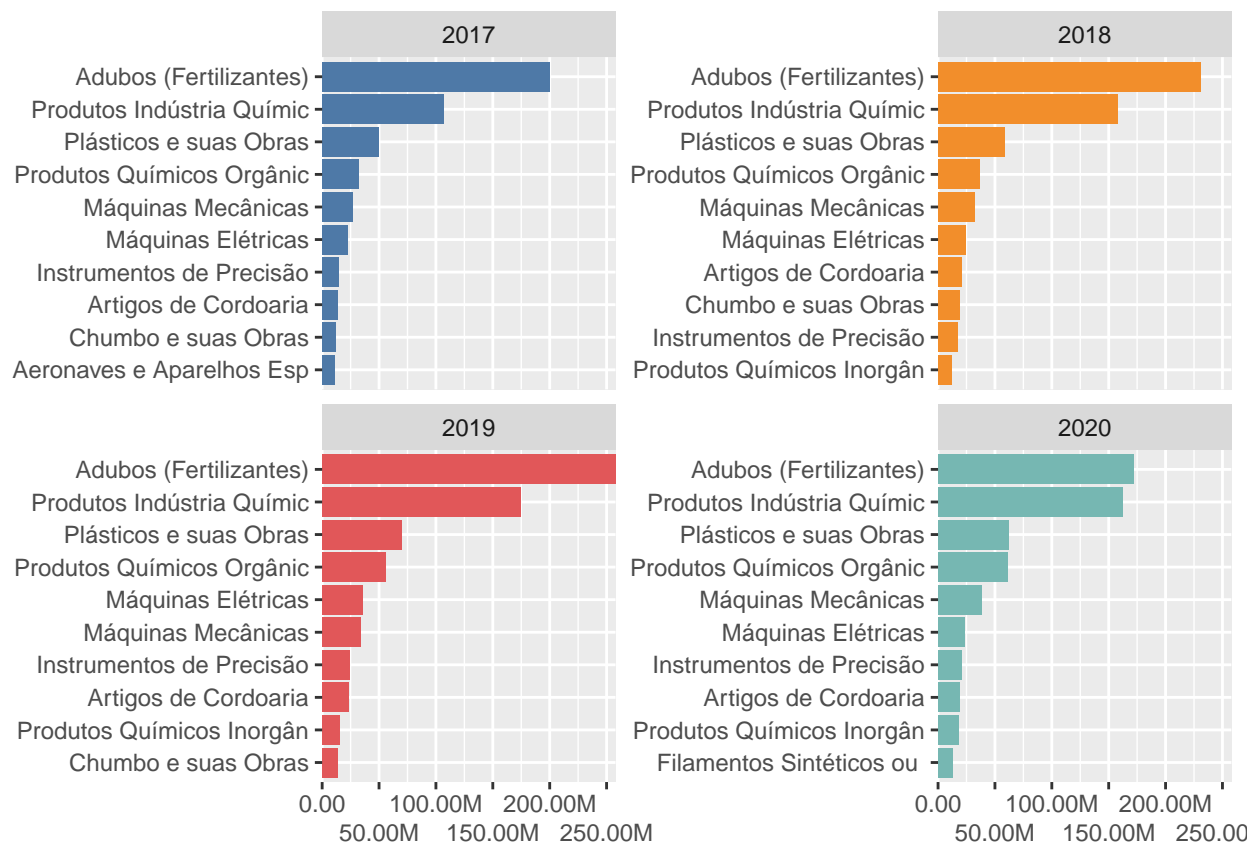 2017
Adubos (Fertilizantes)
Produtos Indústria Químic
Plásticos e suas Obras
Produtos Químicos Orgânic
Máquinas Mecânicas
Máquinas Elétricas
Instrumentos de Precisão
Artigos de Cordoaria
Chumbo e suas Obras
Aeronaves e Aparelhos Esp
2018
Adubos (Fertilizantes)
Produtos Indústria Químic
Plásticos e suas Obras
Produtos Químicos Orgânic
Máquinas Mecânicas
Máquinas Elétricas
Artigos de Cordoaria
Chumbo e suas Obras
Instrumentos de Precisão
Produtos Químicos Inorgân
2019
Adubos (Fertilizantes)
Produtos Indústria Químic
Plásticos e suas Obras
Produtos Químicos Orgânic
Máquinas Elétricas
Máquinas Mecânicas
Instrumentos de Precisão
Artigos de Cordoaria
Produtos Químicos Inorgân
Chumbo e suas Obras
0.00 100.00M 200.00M
50.00M 150.00M 250.00M
2020
Adubos (Fertilizantes)
Produtos Indústria Químic
Plásticos e suas Obras
Produtos Químicos Orgânic
Máquinas Mecânicas
Máquinas Elétricas
Instrumentos de Precisão
Artigos de Cordoaria
Produtos Químicos Inorgân
Filamentos Sintéticos ou
0.00 100.00M 200.00M
50.00M 150.00M 250.00